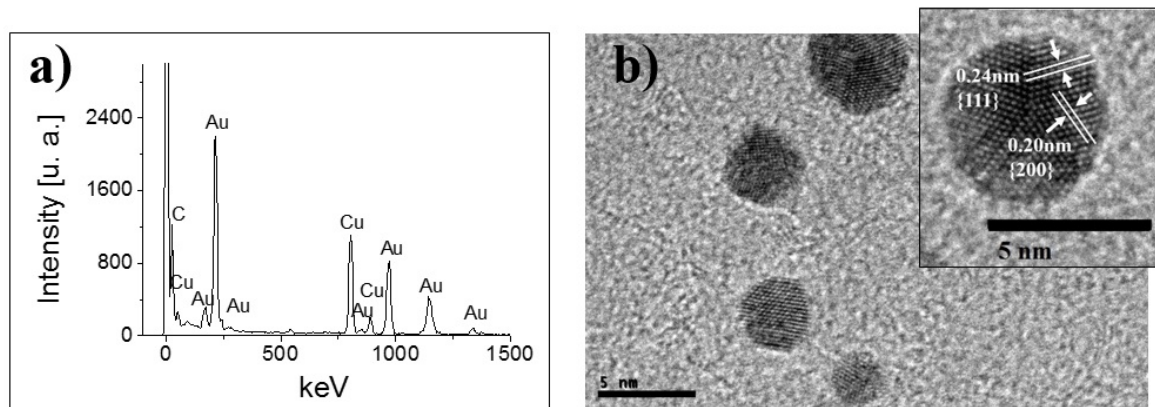 a)
Intensity [u. a.]
2400
1600
800
0
C
Cu
Au
Au
Au
Cu
Au
Cu
Au
Au
Au
0
500
1000
1500
keV
b)
5 nm
0.24nm
{111}
0.20nm
{200}
5 nm